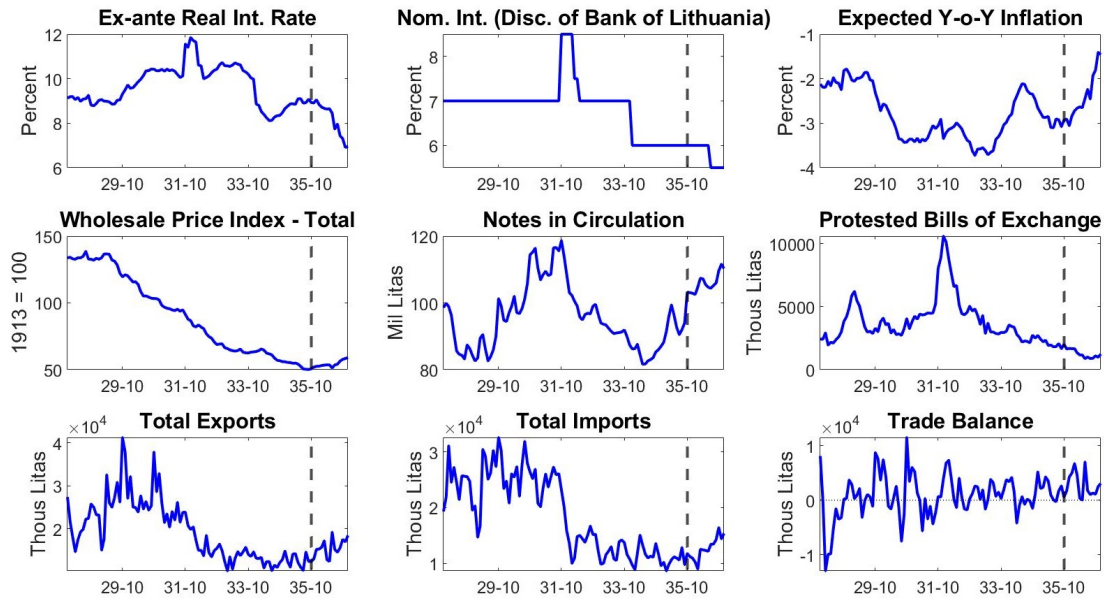 Ex-ante Real Int. Rate
Percent
12
10
8
6
29-10 31-10 33-10 35-10
Nom. Int. (Disc. of Bank of Lithuania)
Percent
8
7
6
29-10 31-10 33-10 35-10
Expected Y-o-Y Inflation
Percent
-1
-2
-3
-4
29-10 31-10 33-10 35-10
Wholesale Price Index - Total
1913 = 100
150
100
50
29-10 31-10 33-10 35-10
Notes in Circulation
Mil Litas
120
100
80
29-10 31-10 33-10 35-10
Protested Bills of Exchange
Thous Litas
10000
5000
0
29-10 31-10 33-10 35-10
Total Exports
×10⁴
Thous Litas
4
3
2
29-10 31-10 33-10 35-10
Total Imports
×10⁴
Thous Litas
3
2
1
29-10 31-10 33-10 35-10
Trade Balance
×10⁴
Thous Litas
1
0
-1
29-10 31-10 33-10 35-10